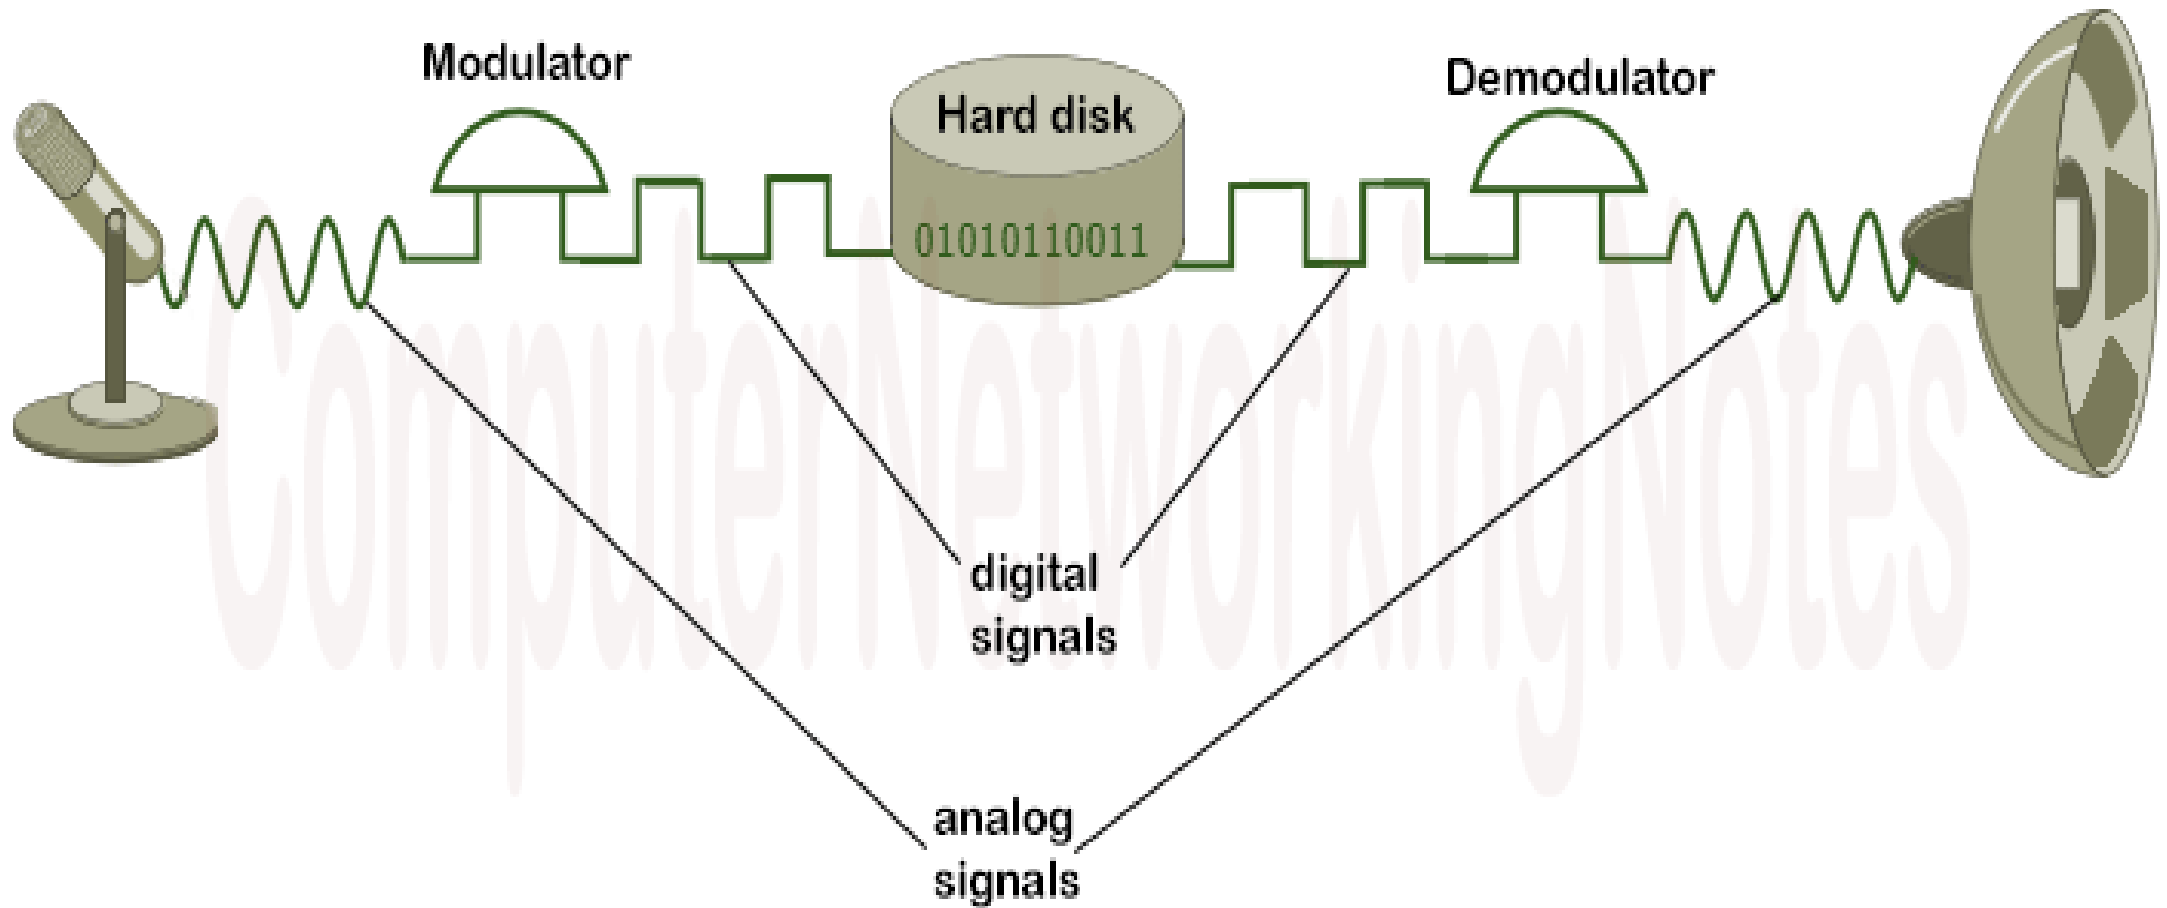 Modulator
Hard disk
Demodulator
01010110011
ComputerNetworkingNotes
digital
signals
analog
signals